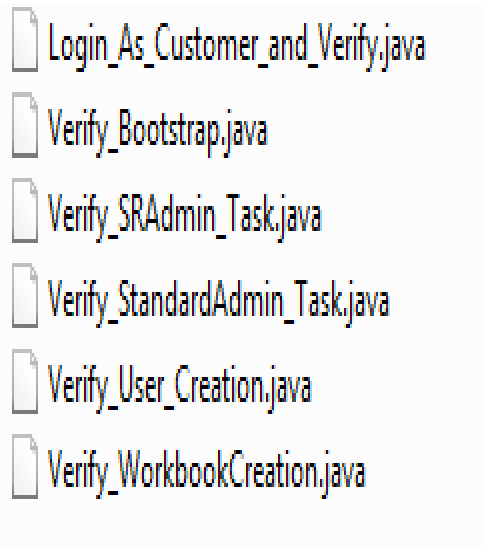 Login_As_Customer_and_Verify.java
Verify_Bootstrap.java
Verify_SRAdmin_Task.java
Verify_StandardAdmin_Task.java
Verify_User_Creation.java
Verify_WorkbookCreation.java